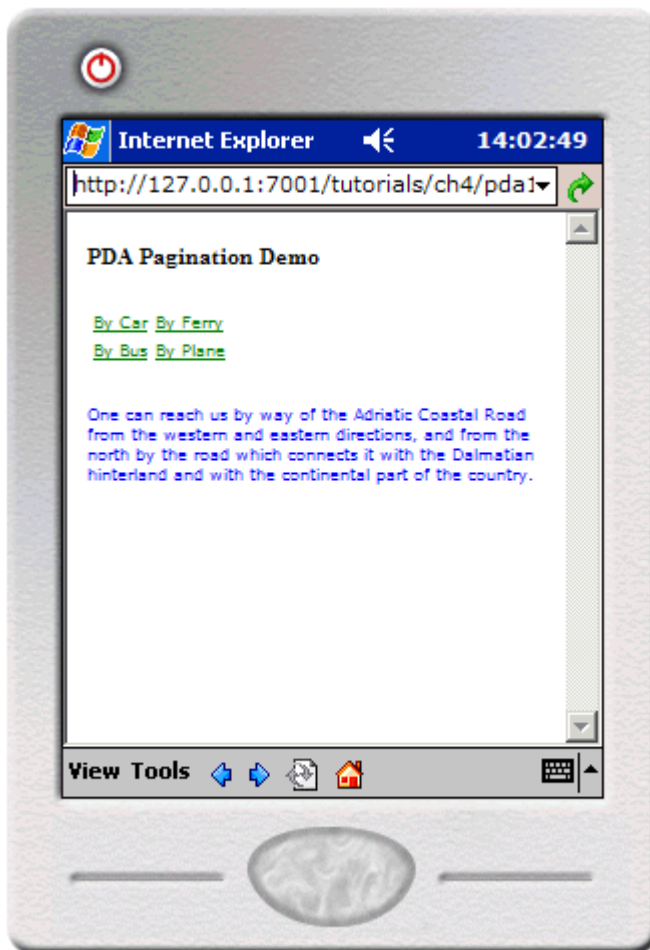 Internet Explorer 14:02:49
http://127.0.0.1:7001/tutorials/ch4/pda1
PDA Pagination Demo
By Car By Ferry
By Bus By Plane
One can reach us by way of the Adriatic Coastal Road
from the western and eastern directions, and from the
north by the road which connects it with the Dalmatian
hinterland and with the continental part of the country.
View Tools